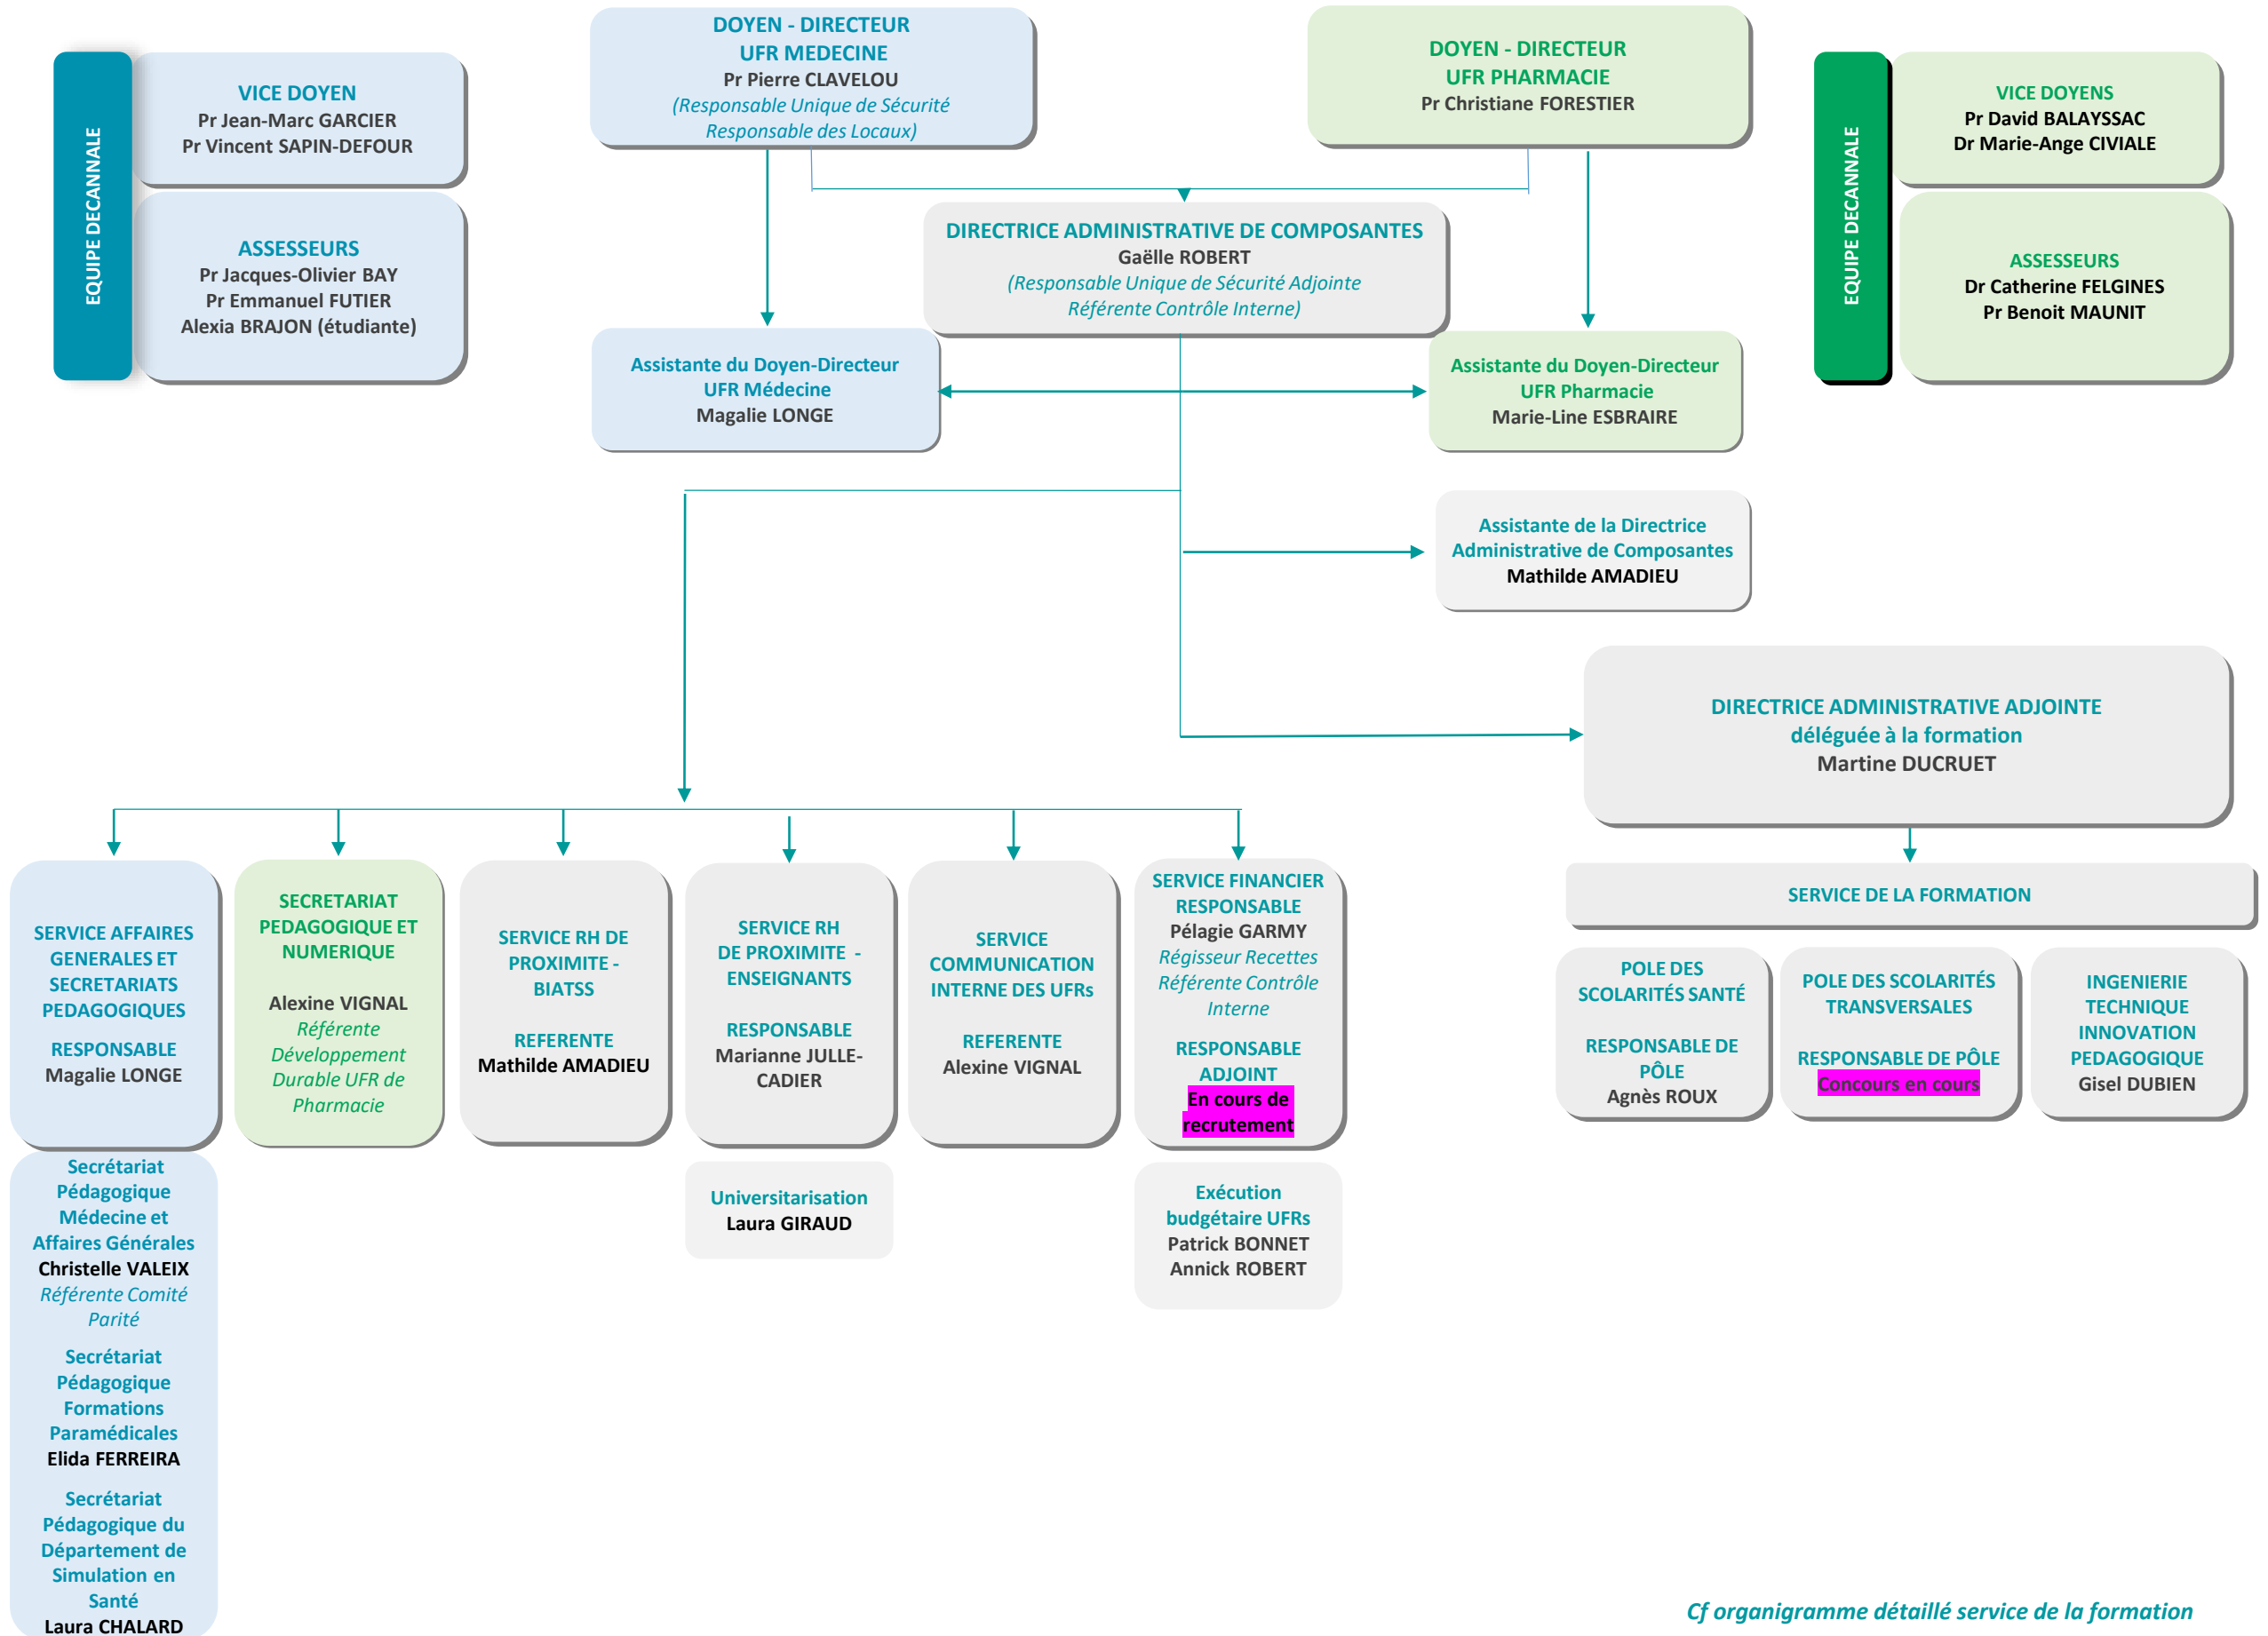 EQUIPE DECANNALE
VICE DOYEN
Pr Jean-Marc GARCIER
Pr Vincent SAPIN-DEFOUR
ASSESSEURS
Pr Jacques-Olivier BAY
Pr Emmanuel FUTIER
Alexia BRAJON (étudiante)
DOYEN - DIRECTEUR
UFR MEDECINE
Pr Pierre CLAVELOU
(Responsable Unique de Sécurité
Responsable des Locaux)
DOYEN - DIRECTEUR
UFR PHARMACIE
Pr Christiane FORESTIER
EQUIPE DECANNALE
VICE DOYENS
Pr David BALAYSSAC
Dr Marie-Ange CIVIALE
ASSESSEURS
Dr Catherine FELGINES
Pr Benoit MAUNIT
DIRECTRICE ADMINISTRATIVE DE COMPOSANTES
Gaëlle ROBERT
(Responsable Unique de Sécurité Adjointe
Référente Contrôle Interne)
Assistante du Doyen-Directeur
UFR Médecine
Magalie LONGE
Assistante du Doyen-Directeur
UFR Pharmacie
Marie-Line ESBRAIRE
Assistante de la Directrice
Administrative de Composantes
Mathilde AMADIEU
DIRECTRICE ADMINISTRATIVE ADJOINTE
déléguée à la formation
Martine DUCRUET
SERVICE AFFAIRES
GENERALES ET
SECRETARIATS
PEDAGOGIQUES
RESPONSABLE
Magalie LONGE
SECRETARIAT
PEDAGOGIQUE ET
NUMERIQUE
Alexine VIGNAL
Référente
Développement
Durable UFR de
Pharmacie
SERVICE RH DE
PROXIMITE -
BIATSS
REFERENTE
Mathilde AMADIEU
SERVICE RH
DE PROXIMITE -
ENSEIGNANTS
RESPONSABLE
Marianne JULLE-
CADIER
SERVICE
COMMUNICATION
INTERNE DES UFRs
REFERENTE
Alexine VIGNAL
SERVICE FINANCIER
RESPONSABLE
Pélagie GARMY
Régisseur Recettes
Référente Contrôle
Interne
RESPONSABLE
ADJOINT
En cours de
recrutement
SERVICE DE LA FORMATION
POLE DES
SCOLARITÉS SANTÉ
RESPONSABLE DE
PÔLE
Agnès ROUX
POLE DES SCOLARITÉS
TRANSVERSALES
RESPONSABLE DE PÔLE
Concours en cours
INGENIERIE
TECHNIQUE
INNOVATION
PEDAGOGIQUE
Gisel DUBIEN
Secrétariat
Pédagogique
Médecine et
Affaires Générales
Christelle VALEIX
Référente Comité
Parité
Secrétariat
Pédagogique
Formations
Paramédicales
Elida FERREIRA
Secrétariat
Pédagogique du
Département de
Simulation en
Santé
Laura CHALARD
Universitarisation
Laura GIRAUD
Exécution
budgétaire UFRs
Patrick BONNET
Annick ROBERT
Cf organigramme détaillé service de la formation